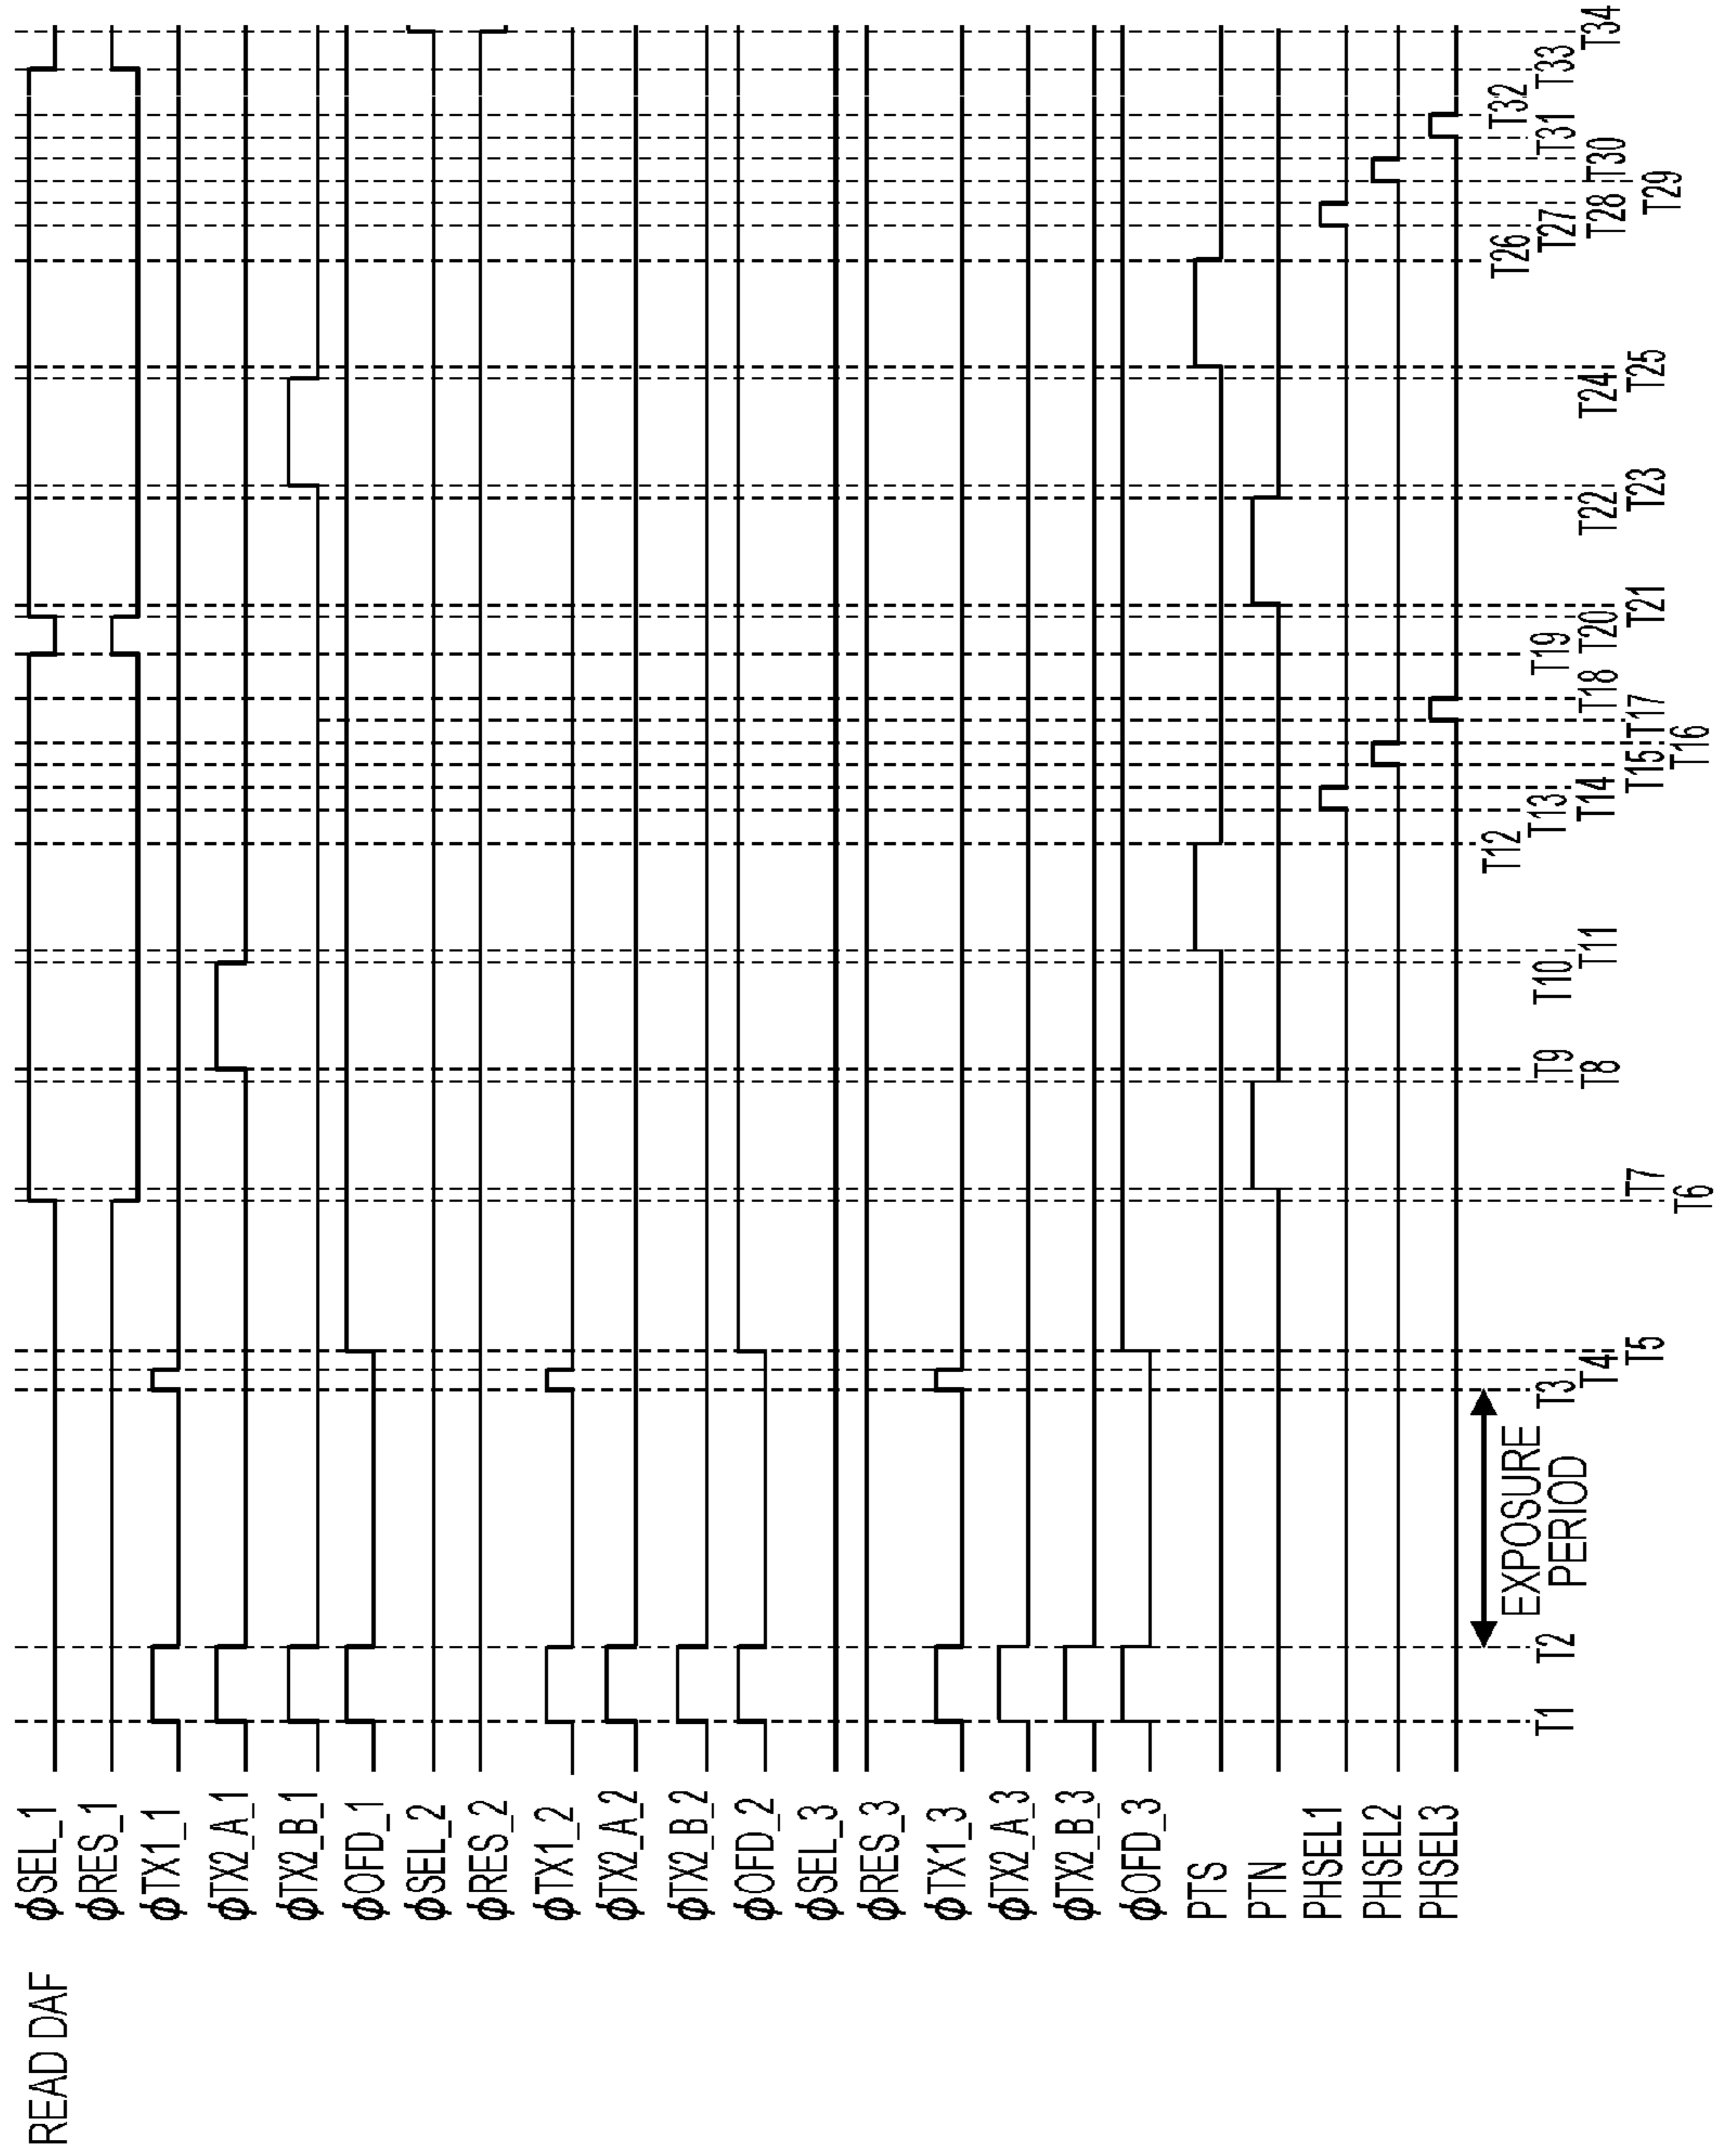 READ DAF
ϕSEL_1
ϕRES_1
ϕTX1_1
ϕTX2_A_1
ϕTX2_B_1
ϕOFD_1
ϕSEL_2
ϕRES_2
ϕTX1_2
ϕTX2_A_2
ϕTX2_B_2
ϕOFD_2
ϕSEL_3
ϕRES_3
ϕTX1_3
ϕTX2_A_3
ϕTX2_B_3
ϕOFD_3
PTS
PTN
PHSEL1
PHSEL2
PHSEL3
EXPOSURE
PERIOD
T1
T2
T3
T4
T5
T6
T7
T8
T9
T10
T11
T12
T13
T14
T15
T16
T17
T18
T19
T20
T21
T22
T23
T24
T25
T26
T27
T28
T29
T30
T31
T32
T33
T34